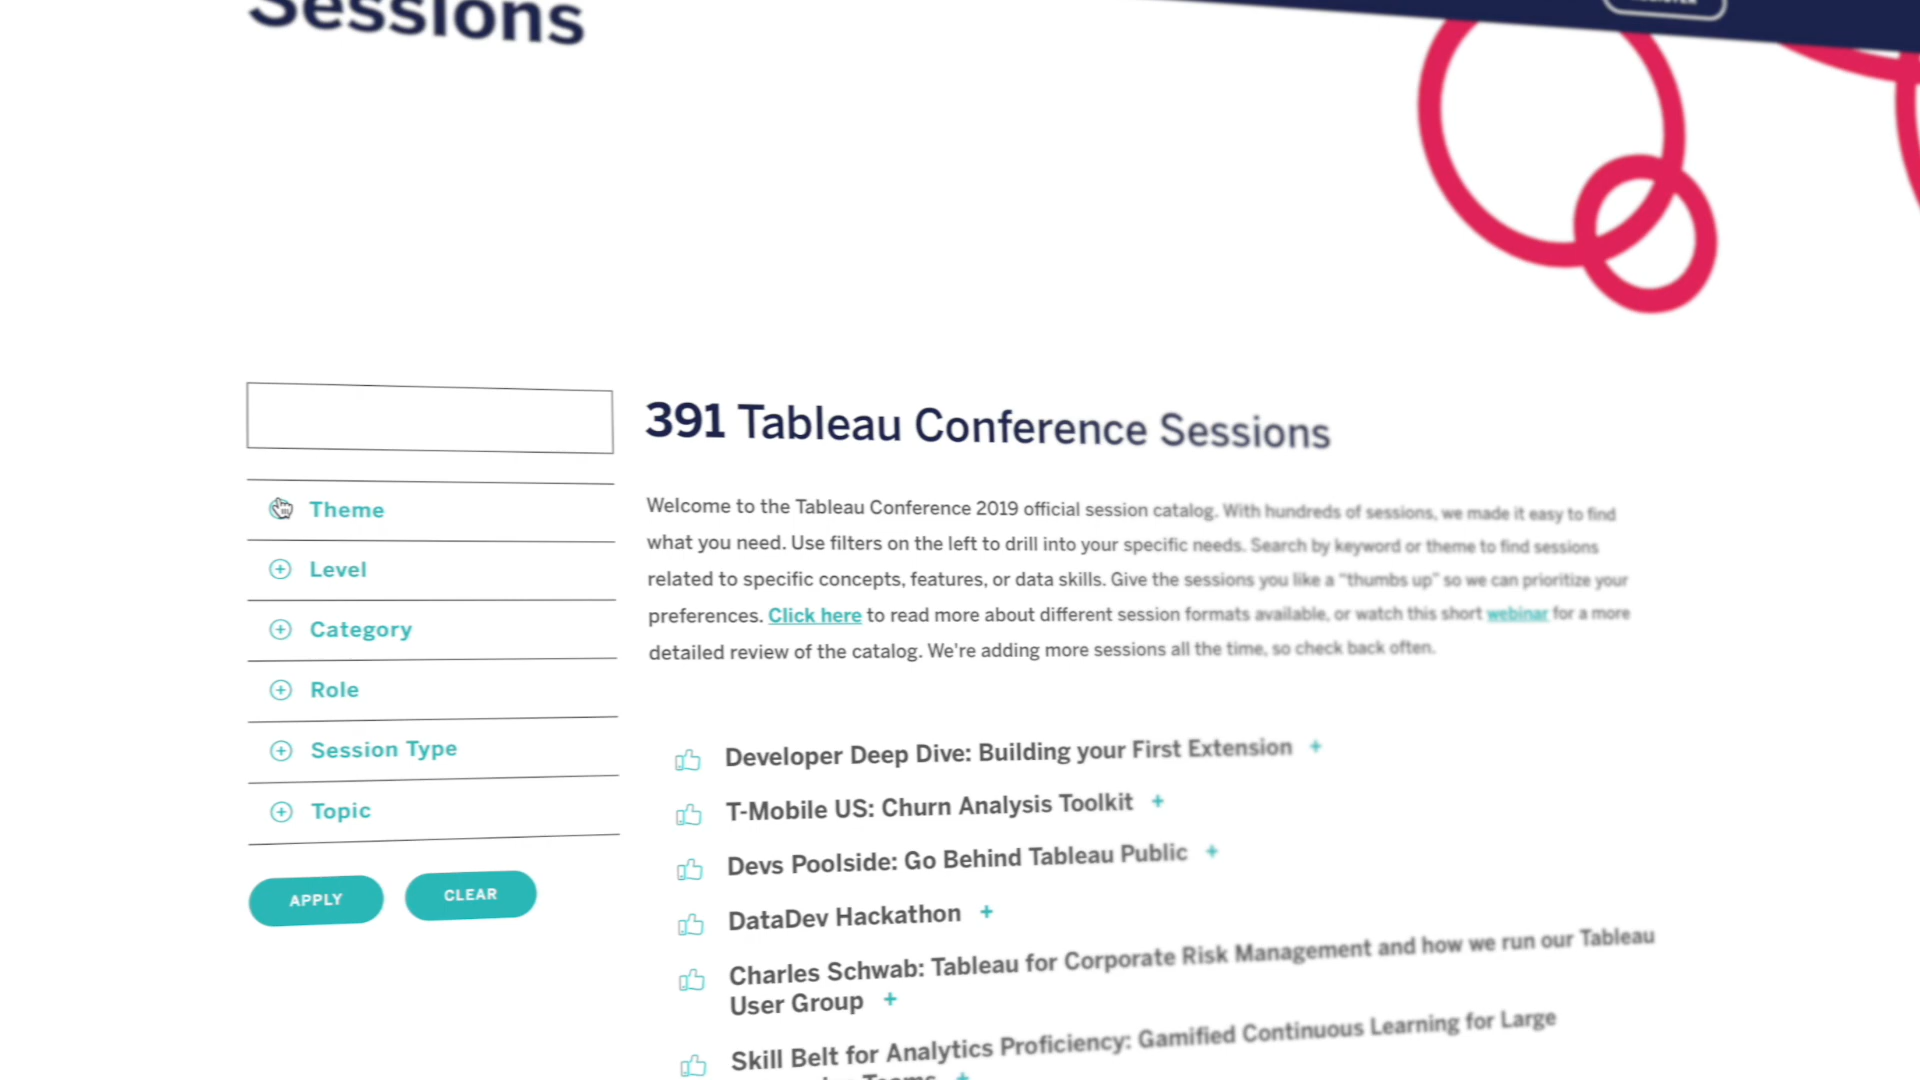 Sessions
391 Tableau Conference Sessions
Theme
Level
Category
Role
Session Type
Topic
APPLY
CLEAR
Welcome to the Tableau Conference 2019 official session catalog. With hundreds of sessions, we made it easy to find
what you need. Use filters on the left to drill into your specific needs. Search by keyword or theme to find sessions
related to specific concepts, features, or data skills. Give the sessions you like a "thumbs up" so we can prioritize your
preferences. Click here to read more about different session formats available, or watch this short webinar for a more
detailed review of the catalog. We're adding more sessions all the time, so check back often.
Developer Deep Dive: Building your First Extension +
T-Mobile US: Churn Analysis Toolkit +
Devs Poolside: Go Behind Tableau Public +
DataDev Hackathon +
Charles Schwab: Tableau for Corporate Risk Management and how we run our Tableau
User Group +
Skill Belt for Analytics Proficiency: Gamified Continuous Learning for Large